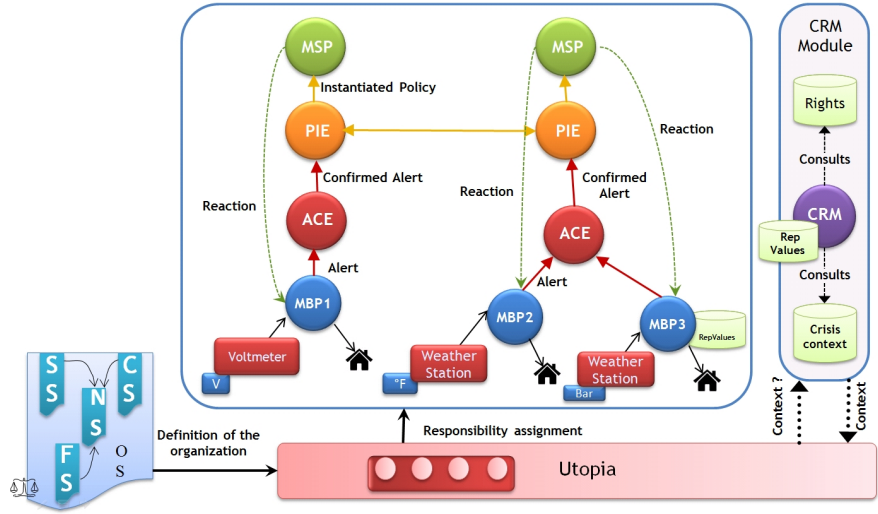 MSP
MSP
CRM
Module
Instantiated Policy
Rights
PIE
PIE
Reaction
Consults
Confirmed Alert
Confirmed
Alert
Reaction
Reaction
ACE
ACE
CRM
Rep
Values
Alert
Alert
Consults
MBP1
MBP2
MBP3
RepValues
Crisis
context
Voltmeter
V
Weather
Station
°F
Weather
Station
Bar
Context ?
Context
S
S
C
S
N
S
F
S
O
S
Definition of the
organization
Responsibility assignment
Utopia